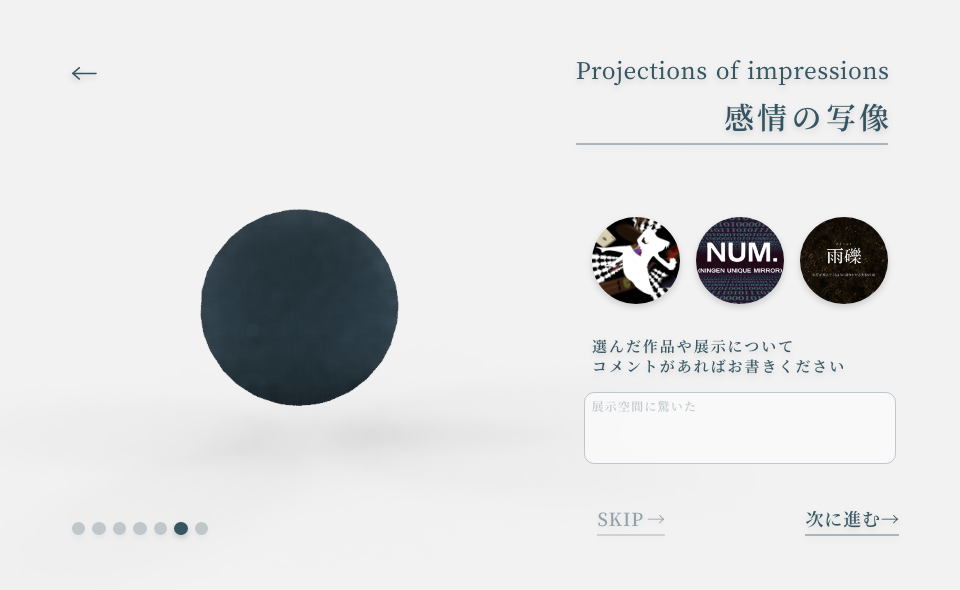 ←
Projections of impressions
感情の写像
NUM.
(NINGEN UNIQUE MIRROR)
雨礫
選んだ作品や展示について
コメントがあればお書きください
展示空間に驚いた
SKIP→
次に進む→